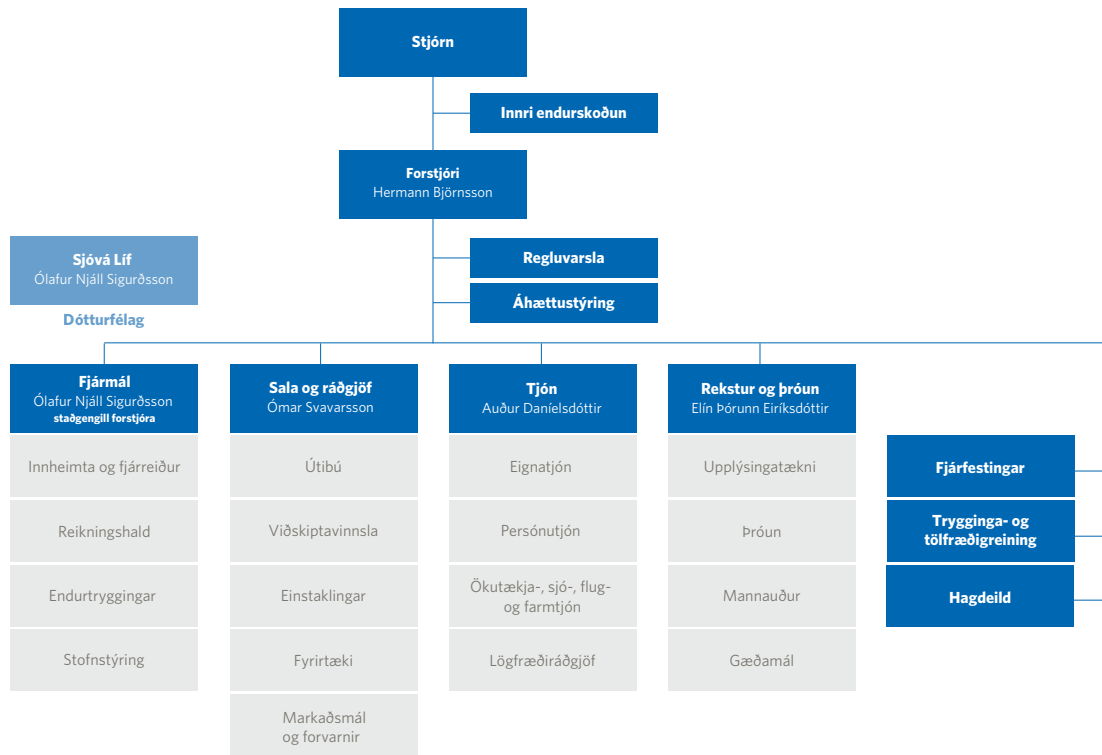 Stjórn
Innri endurskoðun
Forstjóri
Hermann Björnsson
Sjóvá Líf
Ólafur Njáll Sigurðsson
Dótturfélag
Regluvarsla
Áhættustýring
Fjármál
Ólafur Njáll Sigurðsson
staðgengill forstjóra
Innheimta og fjárreiður
Reikningshald
Endurtryggingar
Stofnstýring
Sala og ráðgjöf
Ómar Svavarsson
Útibú
Viðskiptavinnsla
Einstaklingar
Fyrirtæki
Markaðsmál
og forvarnir
Tjón
Auður Daníelsdóttir
Eignatjón
Persónutjón
Ökutækja-, sjó-, flug-
og farmtjón
Lögfræðiráðgjöf
Rekstur og þróun
Elín Þórunn Eiríksdóttir
Upplýsingatækni
Þróun
Mannauður
Gæðamál
Fjárfestingar
Trygginga- og
tölfræðigreining
Hagdeild